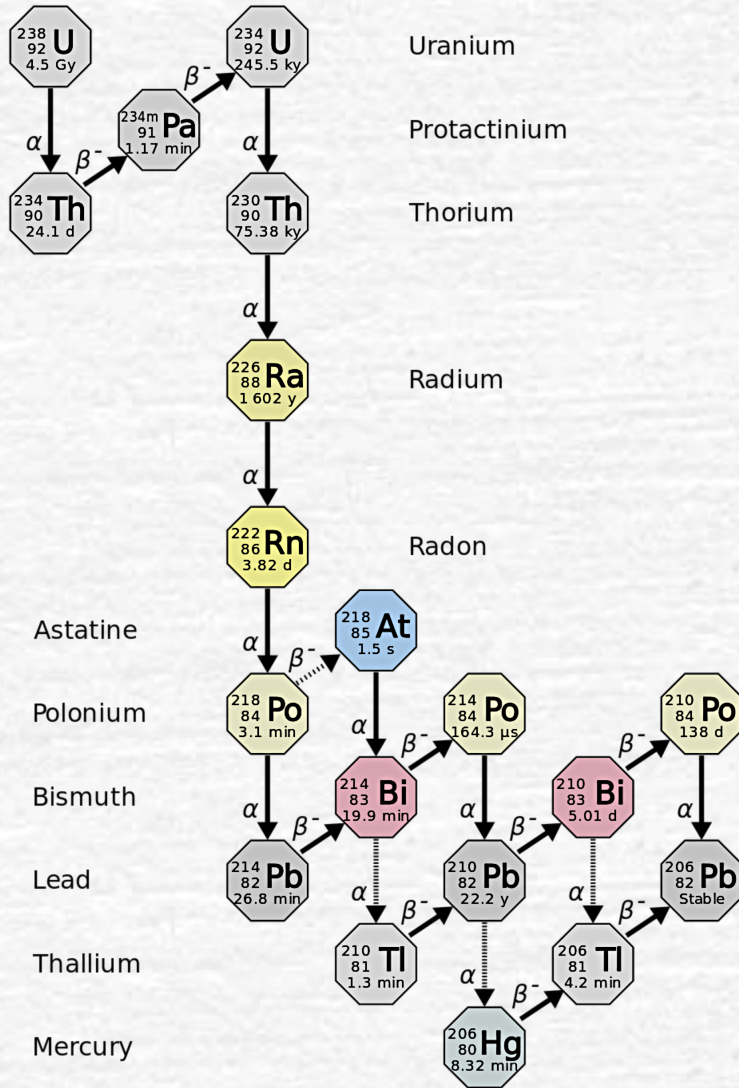 238
92 U
4.5 Gy
234
92 U
245.5 ky
Uranium
β-
234m
91 Pa
1.17 min
Protactinium
α
β-
α
234
90 Th
24.1 d
230
90 Th
75.38 ky
Thorium
α
226
88 Ra
1 602 y
Radium
α
222
86 Rn
3.82 d
Radon
Astatine
218
85 At
1.5 s
α
β-
Polonium
218
84 Po
3.1 min
214
84 Po
164.3 µs
210
84 Po
138 d
α
β-
β-
Bismuth
214
83 Bi
19.9 min
210
83 Bi
5.01 d
α
β-
α
β-
α
Lead
214
82 Pb
26.8 min
210
82 Pb
22.2 y
206
82 Pb
Stable
α
β-
α
β-
Thallium
210
81 Tl
1.3 min
206
81 Tl
4.2 min
α
β-
Mercury
206
80 Hg
8.32 min